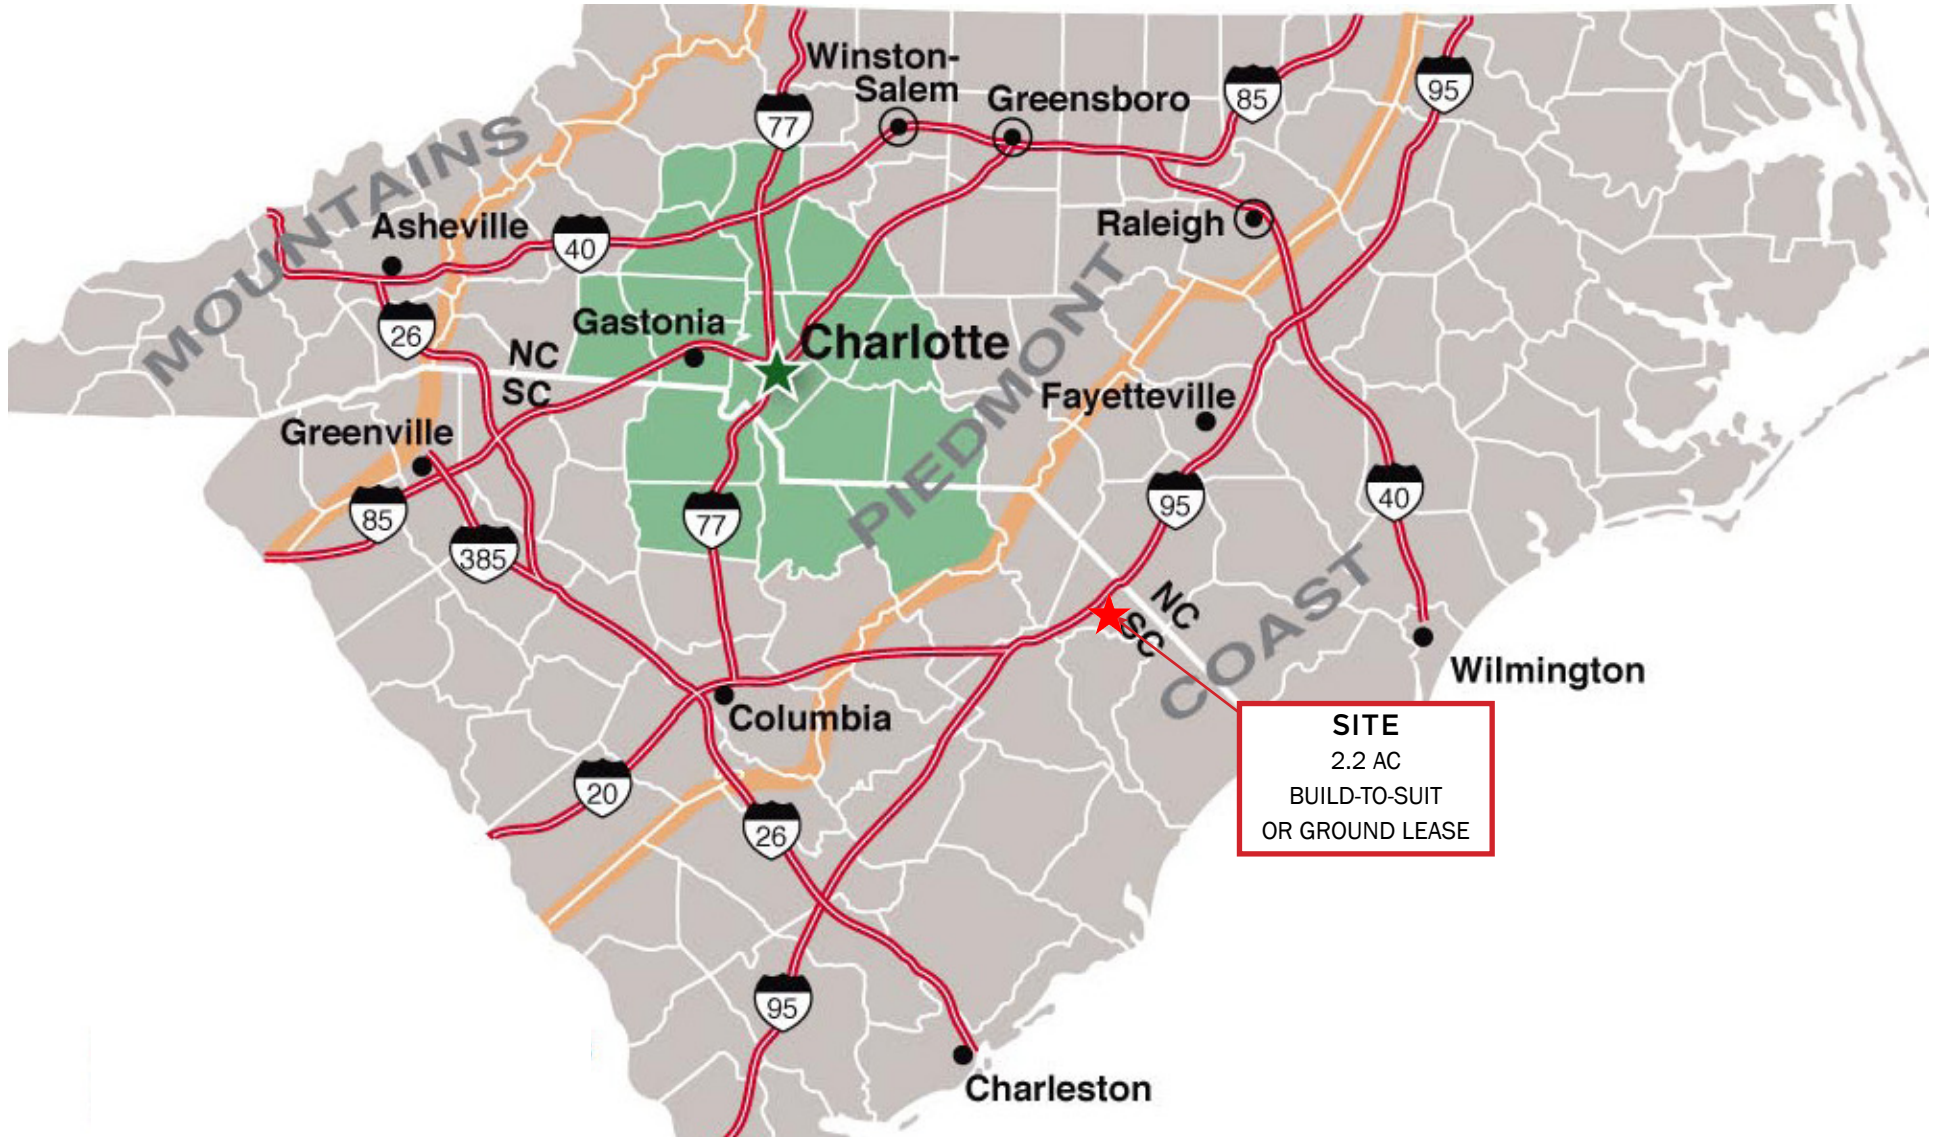 Winston-
Salem
Greensboro
77
85
95
MOUNTAINS
Asheville
40
Raleigh
26
Gastonia
NC
SC
Charlotte
PIEDMONT
Fayetteville
Greenville
85
385
77
95
40
NC
SC
COAST
Wilmington
Columbia
SITE
2.2 AC
BUILD-TO-SUIT
OR GROUND LEASE
20
26
95
Charleston